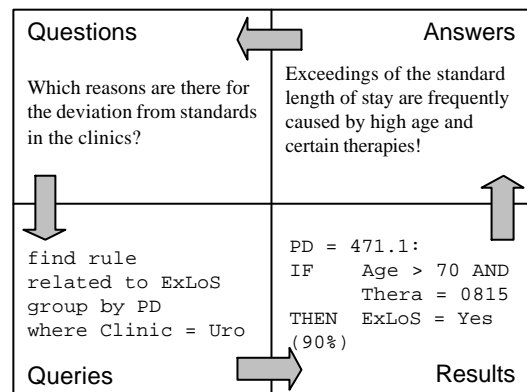 Questions
Which reasons are there for
the deviation from standards
in the clinics?
Answers
Exceedings of the standard
length of stay are frequently
caused by high age and
certain therapies!
find rule
related to ExLoS
group by PD
where Clinic = Uro
Queries
PD = 471.1:
IF Age > 70 AND
Thera = 0815
THEN ExLoS = Yes
(90%)
Results